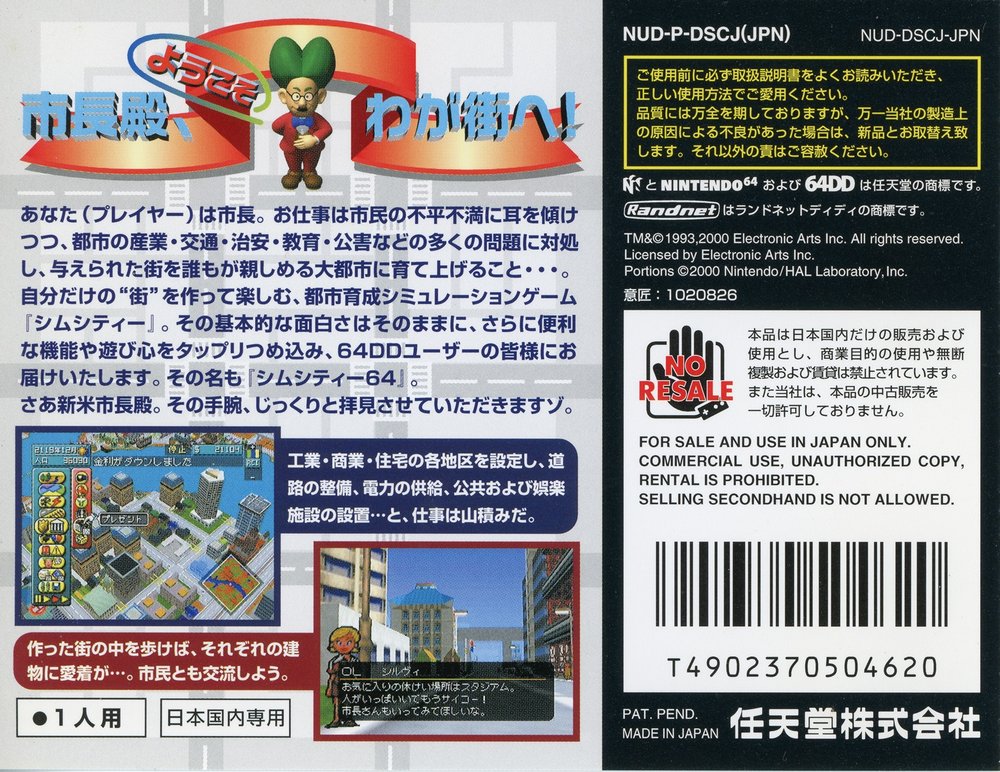 ようこそ
市長殿、わが街へ!
あなた(プレイヤー)は市長。お仕事は市民の不平不満に耳を傾け
つつ、都市の産業・交通・治安・教育・公害などの多くの問題に対処
し、与えられた街を誰もが親しめる大都市に育て上げること・・・。
自分だけの“街”を作って楽しむ、都市育成シミュレーションゲーム
『シムシティー』。その基本的な面白さはそのままに、さらに便利
な機能や遊び心をタップリつめ込み、64DDユーザーの皆様にお
届けいたします。その名も『シムシティー64』。
さあ新米市長殿。その手腕、じっくりと拝見させていただきますゾ。
2119年12月
停止
$ 21104
人口 96090
金利がダウンしました
RCI
プレゼント
工業・商業・住宅の各地区を設定し、道
路の整備、電力の供給、公共および娯楽
施設の設置…と、仕事は山積みだ。
作った街の中を歩けば、それぞれの建
物に愛着が…。市民とも交流しよう。
OL シルヴィ
お気に入りの休けい場所はスタジアム。
人がいっぱいいてもうサイコー!
市長さんもいってみてほしいな。
●1人用
日本国内専用
NUD-P-DSCJ(JPN)
NUD-DSCJ-JPN
ご使用前に必ず取扱説明書をよくお読みいただき、
正しい使用方法でご愛用ください。
品質には万全を期しておりますが、万一当社の製造上
の原因による不良があった場合は、新品とお取替え致
します。それ以外の責はご容赦ください。
と NINTENDO64 および 64DD は任天堂の商標です。
Randnet はランドネットディディの商標です。
TM&©1993,2000 Electronic Arts Inc. All rights reserved.
Licensed by Electronic Arts Inc.
Portions ©2000 Nintendo/HAL Laboratory, Inc.
意匠：1020826
NO
RESALE
本品は日本国内だけの販売および
使用とし、商業目的の使用や無断
複製および賃貸は禁止されています。
また当社は、本品の中古販売を
一切許可しておりません。
FOR SALE AND USE IN JAPAN ONLY.
COMMERCIAL USE, UNAUTHORIZED COPY,
RENTAL IS PROHIBITED.
SELLING SECONDHAND IS NOT ALLOWED.
T4902370504620
PAT. PEND.
MADE IN JAPAN
任天堂株式会社